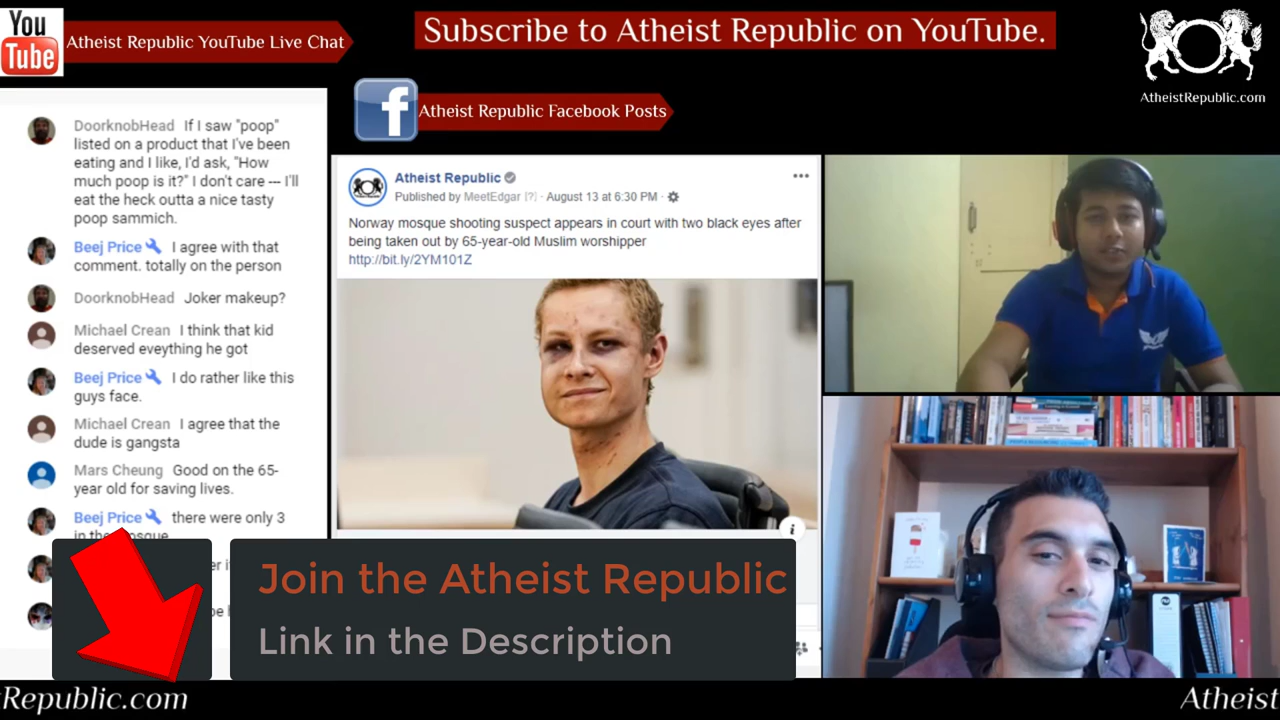 You
Tube
Atheist Republic YouTube Live Chat
Subscribe to Atheist Republic on YouTube.
AtheistRepublic.com
f
Atheist Republic Facebook Posts
DoorknobHead If I saw "poop"
listed on a product that I've been
eating and I like, I'd ask, "How
much poop is it?" I don't care --- I'll
eat the heck outta a nice tasty
poop sammich.
Beej Price I agree with that
comment. totally on the person
DoorknobHead Joker makeup?
Michael Crean I think that kid
deserved eveything he got
Beej Price I do rather like this
guys face.
Michael Crean I agree that the
dude is gangsta
Mars Cheung Good on the 65-
year old for saving lives.
Beej Price there were only 3
in the mosque
Atheist Republic
Published by MeetEdgar [?] · August 13 at 6:30 PM ·
Norway mosque shooting suspect appears in court with two black eyes after
being taken out by 65-year-old Muslim worshipper
http://bit.ly/2YM101Z
i
Join the Atheist Republic
Link in the Description
Republic.com
Atheist